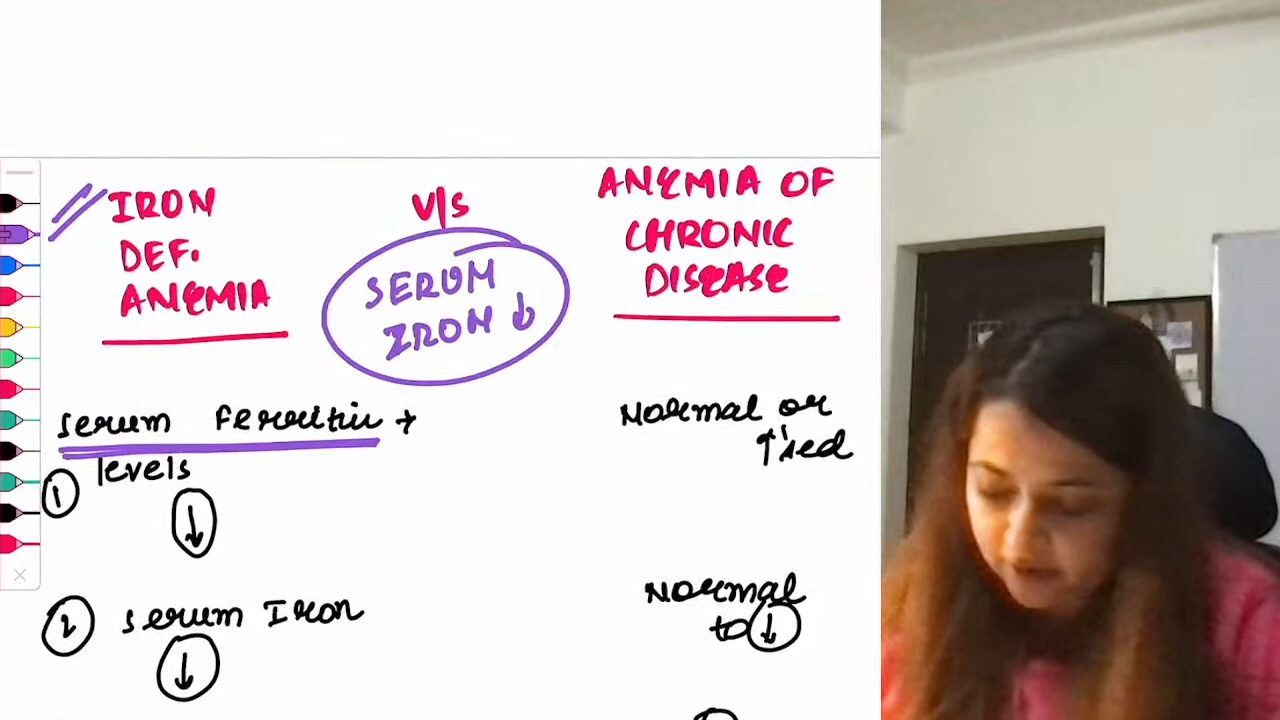 IRON
DEF.
ANEMIA
V/S
SERUM
IRON ↓
ANEMIA OF
CHRONIC
DISEASE
Serum Ferritin
levels
① ↓
Normal or
↑'sed
② Serum Iron
↓
Normal
to ↓